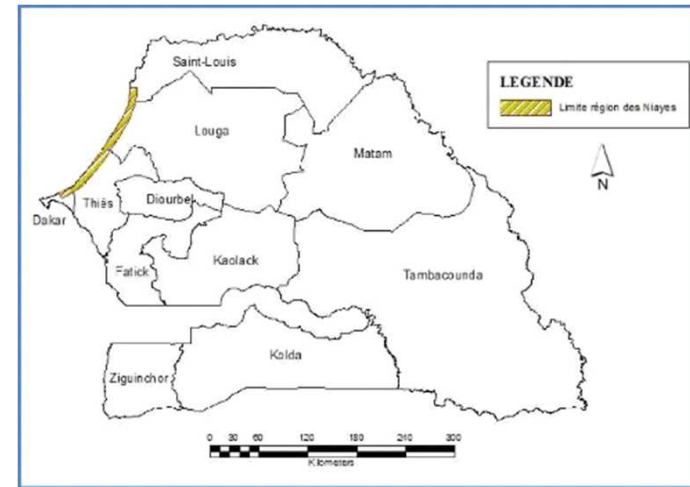 Saint-Louis
LEGENDE
Limite région des Niayes
Louga
Matam
N
Diourbel
Thiès
Dakar
Kaolack
Fatick
Tambacounda
Kolda
Ziguinchor
0 30 60 120 180 240 300
Kilometers